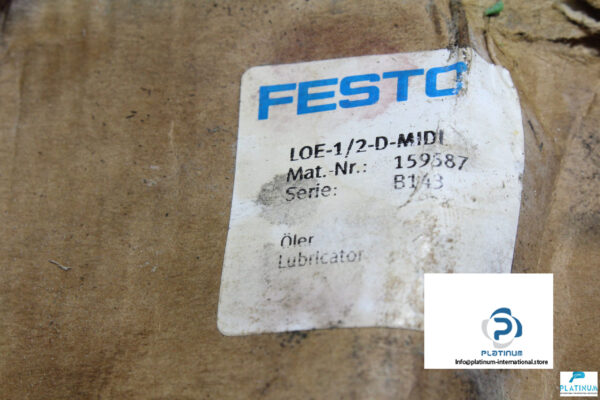 FESTO
LOE-1/2-D-MIDI
Mat.-Nr.: 159587
Serie: B143
Öler
Lubricator
P
PLATINUM
Info@platinum-international.store
PLATINUM